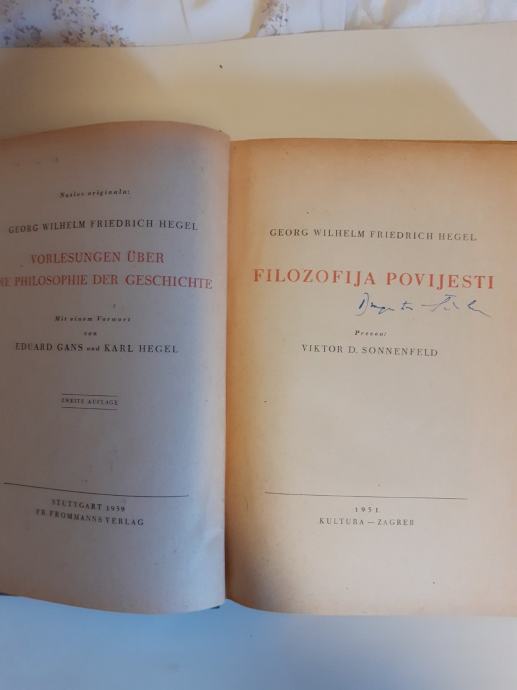 Naslov originala:
GEORG WILHELM FRIEDRICH HEGEL
VORLESUNGEN ÜBER
PHILOSOPHIE DER GESCHICHTE
Mit einem Vorwort
von
EDUARD GANS und KARL HEGEL
ZWEITE AUFLAGE
STUTTGART 1939
FR. FROMMANNS VERLAG
GEORG WILHELM FRIEDRICH HEGEL
FILOZOFIJA POVIJESTI
Preveo:
VIKTOR D. SONNENFELD
1951
KULTURA — ZAGREB